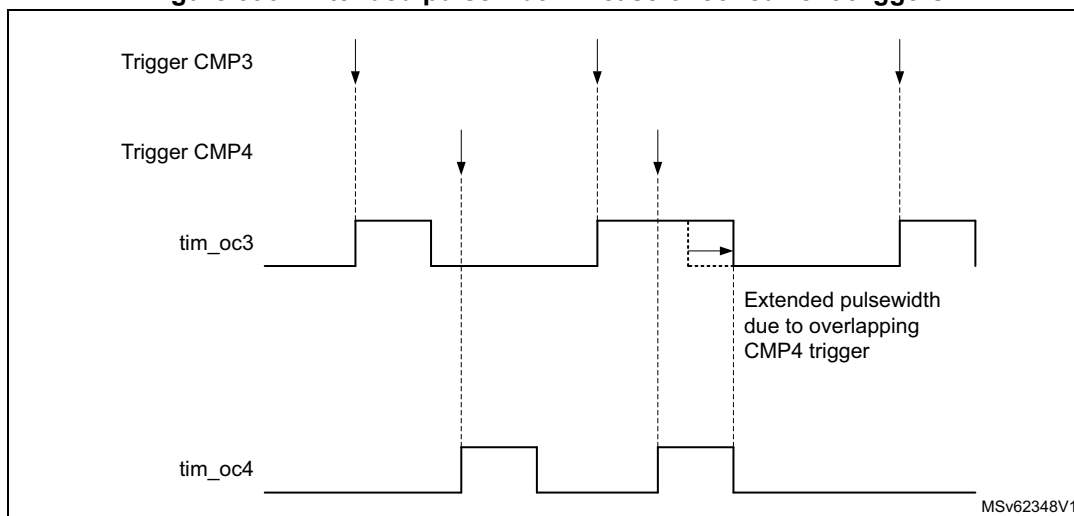 Trigger CMP3
Trigger CMP4
tim_oc3
Extended pulsewidth
due to overlapping
CMP4 trigger
tim_oc4
MSv62348V1